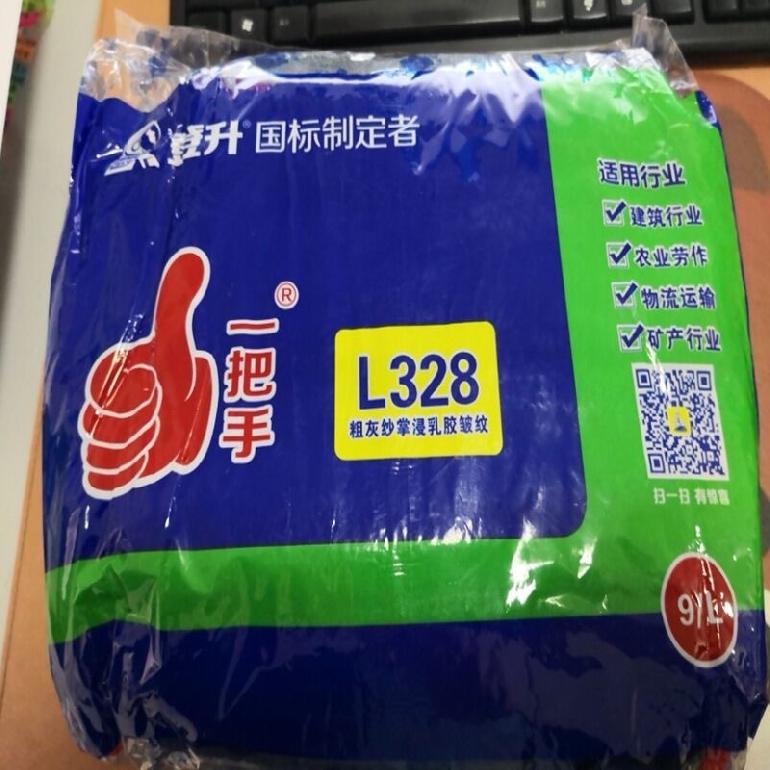 登升® 国标制定者
适用行业
建筑行业
农业劳作
物流运输
矿产行业
®
一把手
L328
粗灰纱掌浸乳胶皱纹
扫一扫 有惊喜
9/L